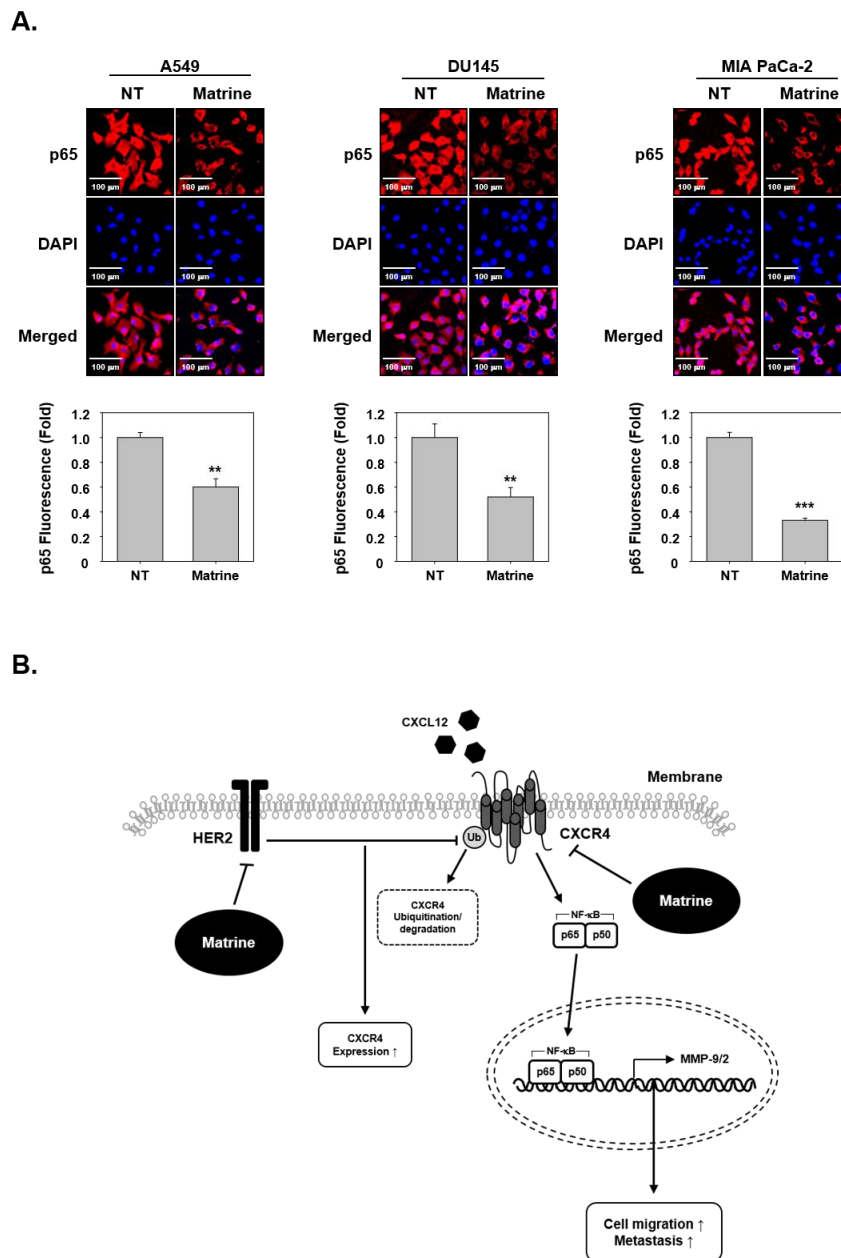 A.
A549
NT Matrine
p65
100 μm 100 μm
DAPI
100 μm 100 μm
Merged
100 μm 100 μm
p65 Fluorescence (Fold)
1.2
1.0
0.8
0.6
0.4
0.2
0
**
NT Matrine
DU145
NT Matrine
p65
100 μm 100 μm
DAPI
100 μm 100 μm
Merged
100 μm 100 μm
p65 Fluorescence (Fold)
1.2
1.0
0.8
0.6
0.4
0.2
0
**
NT Matrine
MIA PaCa-2
NT Matrine
p65
100 μm 100 μm
DAPI
100 μm 100 μm
Merged
100 μm 100 μm
p65 Fluorescence (Fold)
1.2
1.0
0.8
0.6
0.4
0.2
0
***
NT Matrine
B.
CXCL12
Membrane
HER2
Ub
CXCR4
Matrine
Matrine
CXCR4
Ubiquitination/
degradation
NF-κB
p65 p50
CXCR4
Expression ↑
NF-κB
p65 p50
MMP-9/2
Cell migration ↑
Metastasis ↑